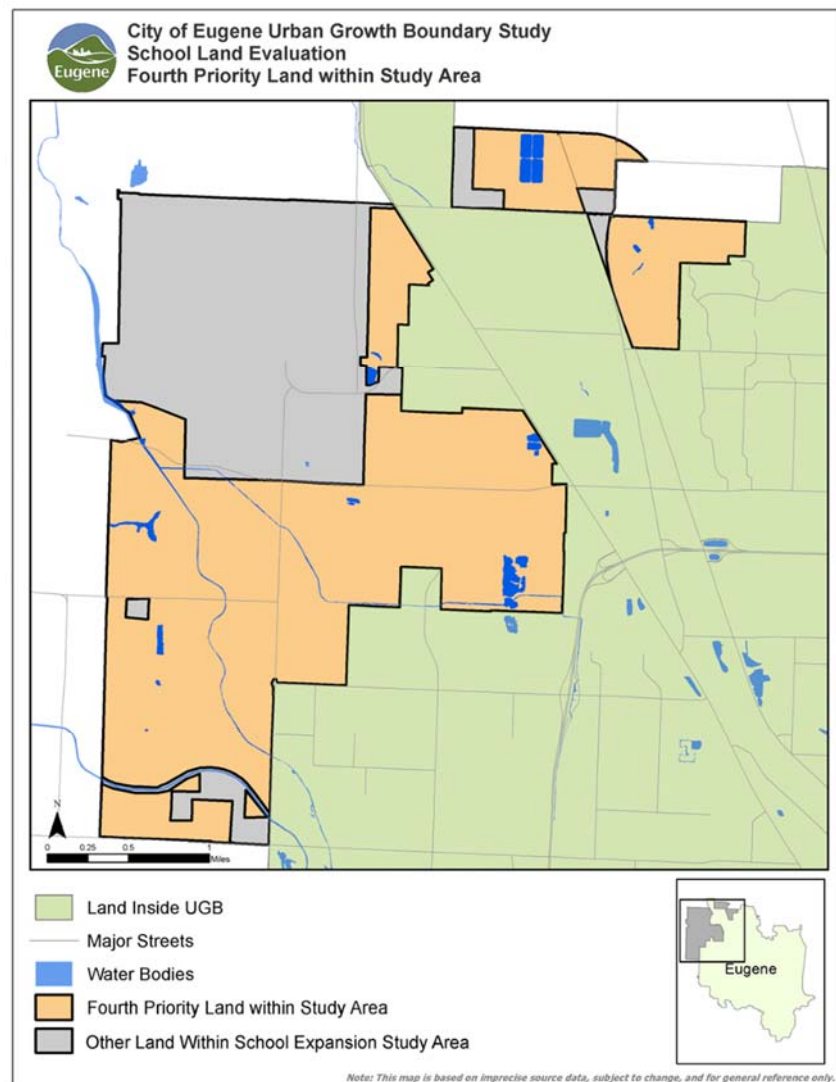 City of Eugene Urban Growth Boundary Study
School Land Evaluation
Fourth Priority Land within Study Area
Eugene
N
0 0.25 0.5 1
Miles
Land Inside UGB
Major Streets
Water Bodies
Fourth Priority Land within Study Area
Other Land Within School Expansion Study Area
Eugene
Note: This map is based on imprecise source data, subject to change, and for general reference only.